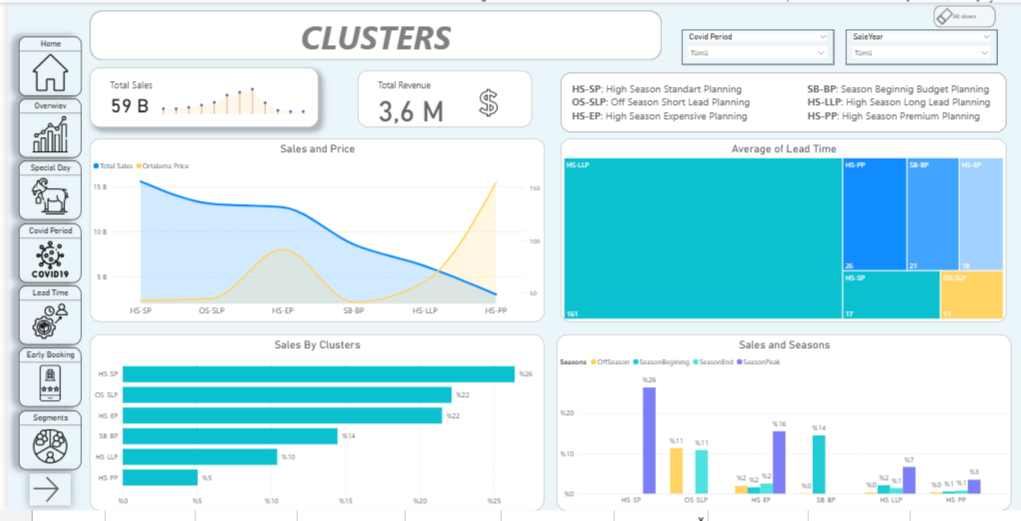 All slicers
CLUSTERS
Covid Period
Tümü
SaleYear
Tümü
Home
Overwiev
Special Day
Covid Period
COVID19
Lead Time
Early Booking
Segments
Total Sales
59 B
Total Revenue
3,6 M
$
HS-SP: High Season Standart Planning
OS-SLP: Off Season Short Lead Planning
HS-EP: High Season Expensive Planning
SB-BP: Season Beginnig Budget Planning
HS-LLP: High Season Long Lead Planning
HS-PP: High Season Premium Planning
Sales and Price
Total Sales Ortalama Price
15 B
10 B
5 B
150
100
50
HS-SP OS-SLP HS-EP SB-BP HS-LLP HS-PP
Average of Lead Time
HS-LLP
161
HS-PP
26
SB-BP
21
HS-EP
18
HS-SP
17
OS-SLP
11
Sales By Clusters
HS-SP %26
OS-SLP %22
HS-EP %22
SB-BP %14
HS-LLP %10
HS-PP %5
%0 %5 %10 %15 %20 %25
Sales and Seasons
Seasons OffSeason SeasonBegining SeasonEnd SeasonPeak
%20
%10
%0
%26
%11 %11
%2 %2 %2 %16
%0 %14
%0 %2 %1 %7
%0 %1 %1 %3
HS-SP OS-SLP HS-EP SB-BP HS-LLP HS-PP
x